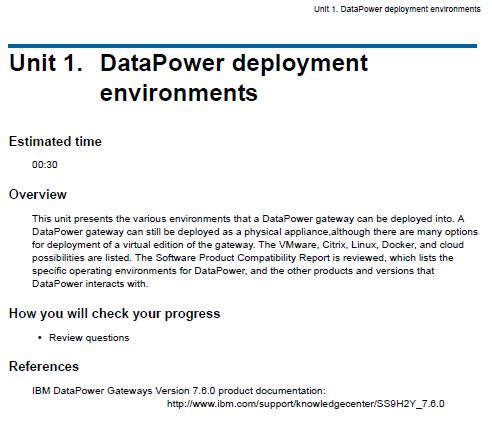 Unit 1. DataPower deployment environments
Unit 1. DataPower deployment
environments
Estimated time
00:30
Overview
This unit presents the various environments that a DataPower gateway can be deployed into. A
DataPower gateway can still be deployed as a physical appliance,although there are many options
for deployment of a virtual edition of the gateway. The VMware, Citrix, Linux, Docker, and cloud
possibilities are listed. The Software Product Compatibility Report is reviewed, which lists the
specific operating environments for DataPower, and the other products and versions that
DataPower interacts with.
How you will check your progress
• Review questions
References
IBM DataPower Gateways Version 7.6.0 product documentation:
http://www.ibm.com/support/knowledgecenter/SS9H2Y_7.6.0